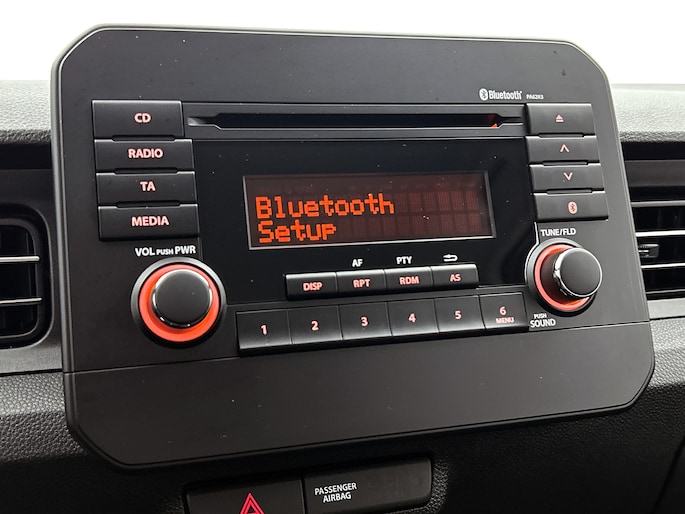 Bluetooth PA62K3
CD
RADIO
TA
MEDIA
Bluetooth
Setup
VOL PUSH PWR
TUNE/FLD
AF PTY
DISP RPT RDM AS
1 2 3 4 5 6
MENU
PUSH
SOUND
PASSENGER
AIRBAG